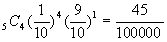 ₅C₄(1/10)⁴(9/10)¹ = 45/100000